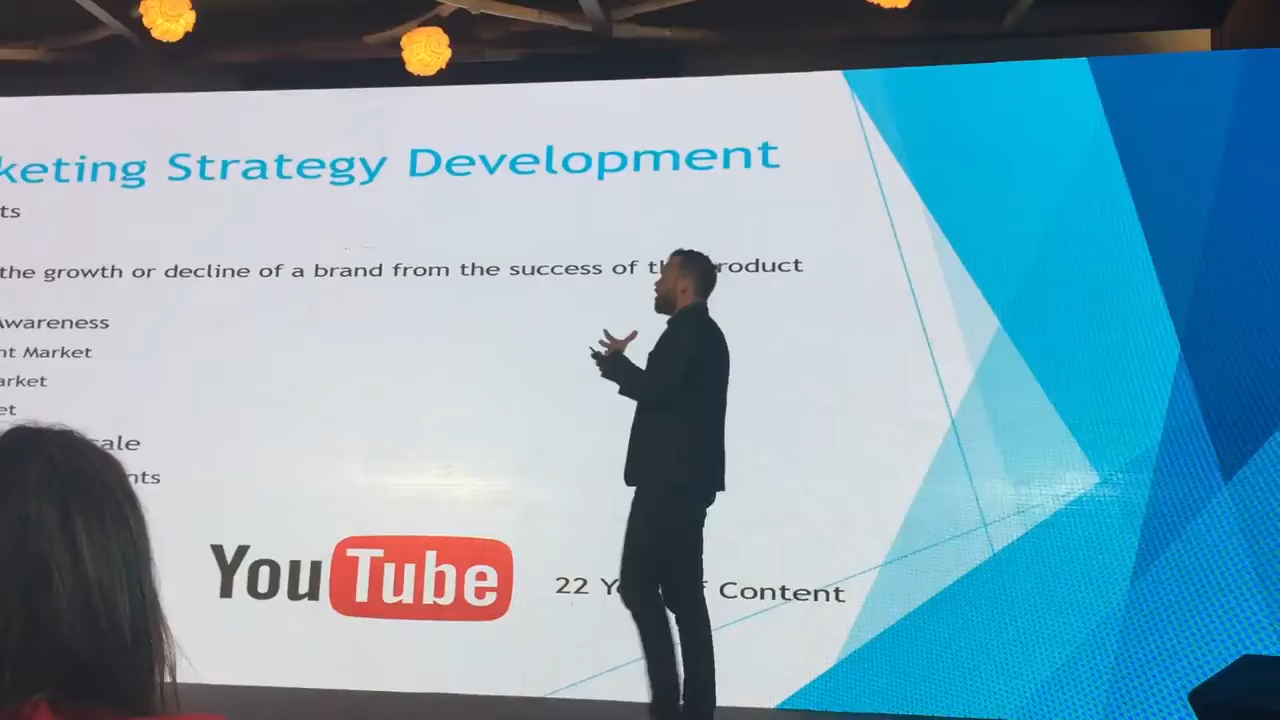 keting Strategy Development
ts
the growth or decline of a brand from the success of product
Awareness
nt Market
arket
et
ale
nts
YouTube
22 Content